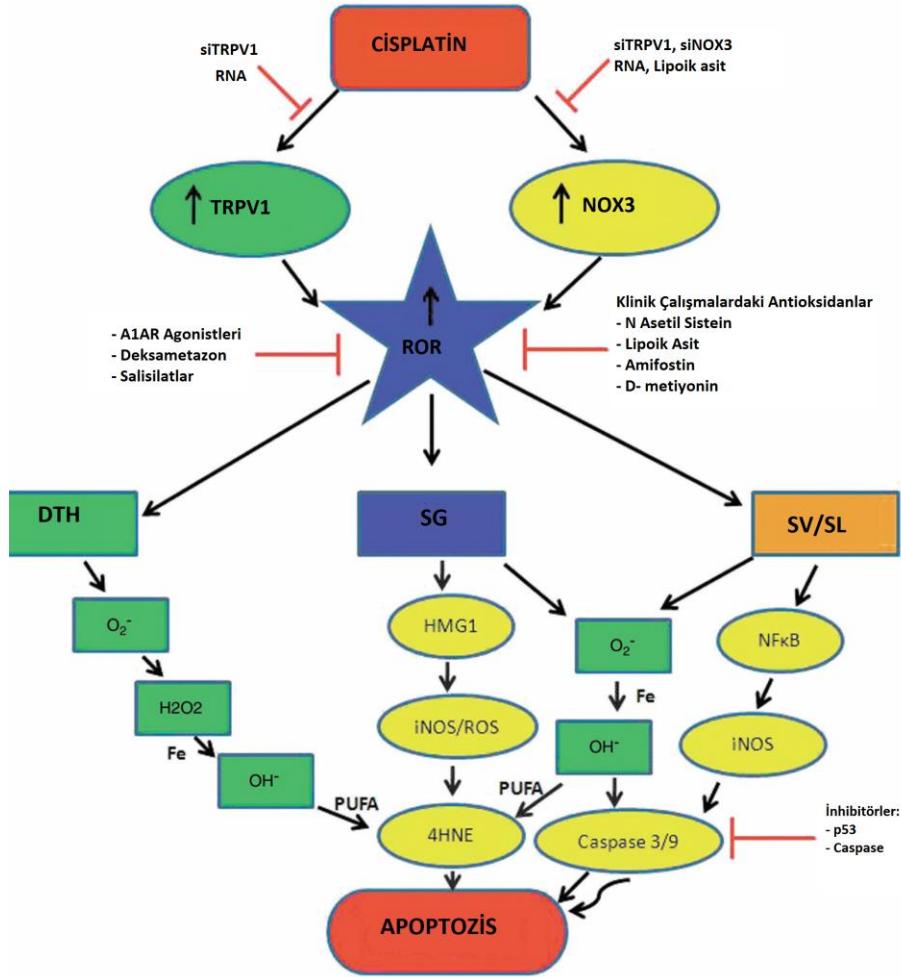 CİSPLATİN
siTRPV1
RNA
siTRPV1, siNOX3
RNA, Lipoik asit
TRPV1
NOX3
ROR
- A1AR Agonistleri
- Deksametazon
- Salisilatlar
Klinik Çalışmalardaki Antioksidanlar
- N Asetil Sistein
- Lipoik Asit
- Amifostin
- D- metiyonin
DTH
SG
SV/SL
O₂⁻
HMG1
O₂⁻
NFκB
H2O2
Fe
iNOS/ROS
Fe
iNOS
OH⁻
OH⁻
PUFA
PUFA
4HNE
Caspase 3/9
İnhibitörler:
- p53
- Caspase
APOPTOZİS